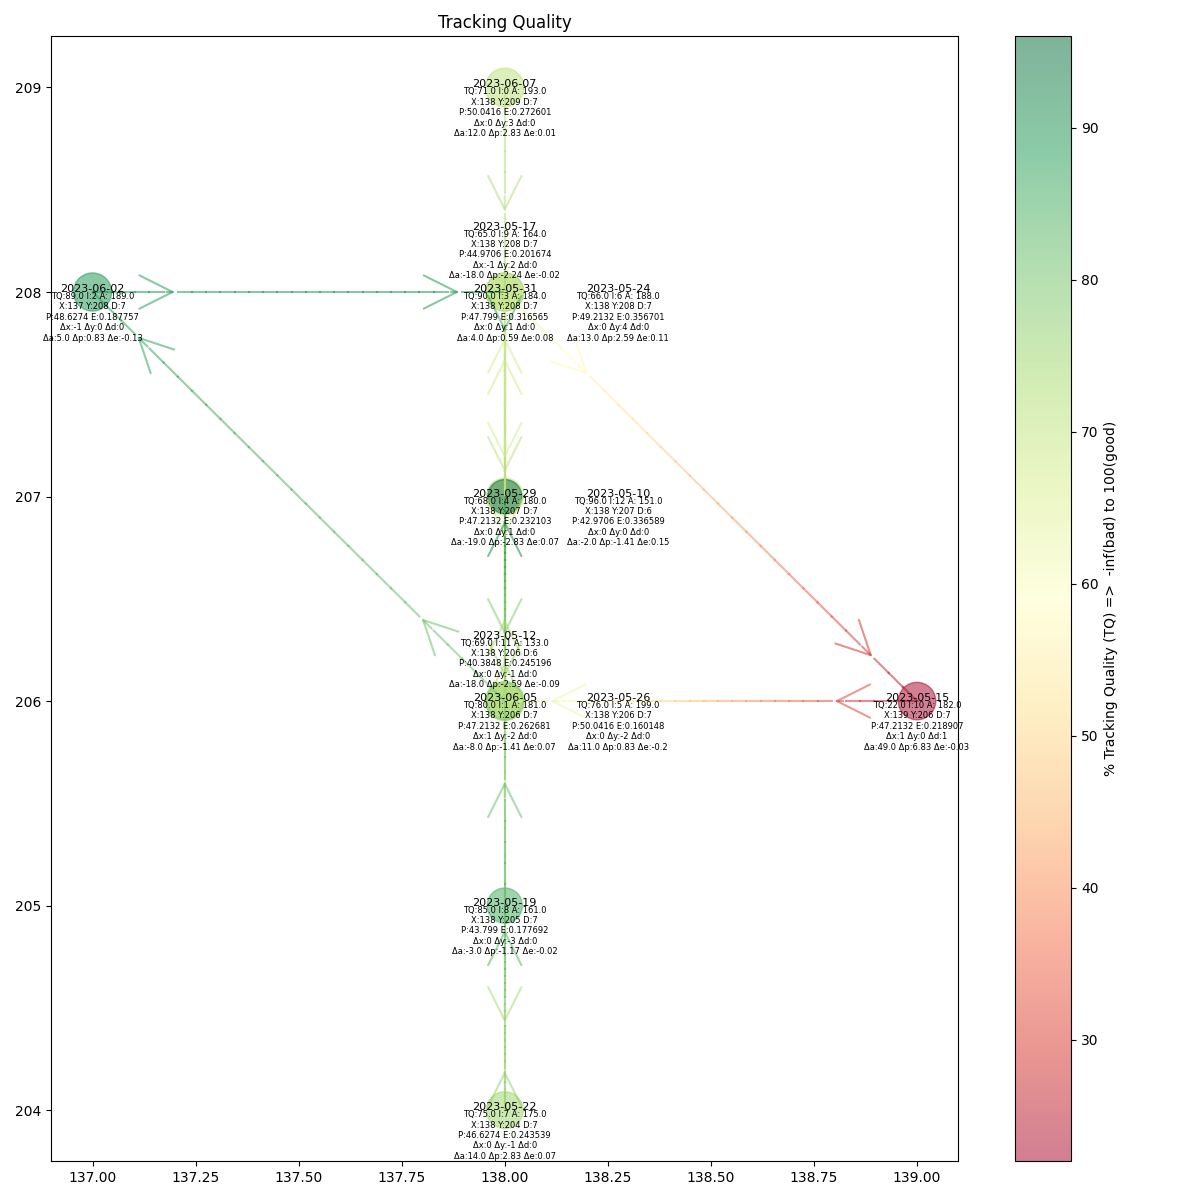 Tracking Quality
209
208
207
206
205
204
2023-06-07
TQ:71.0 I:0 A: 193.0
X:138 Y:209 D:7
P:50.0416 E:0.272601
Δx:0 Δy:3 Δd:0
Δa:12.0 Δp:2.83 Δe:0.01
2023-05-17
TQ:65.0 I:9 A: 164.0
X:138 Y:208 D:7
P:44.9706 E:0.201674
Δx:-1 Δy:2 Δd:0
Δa:-18.0 Δp:-2.24 Δe:-0.02
2023-06-02
TQ:89.0 I:2 A: 189.0
X:137 Y:208 D:7
P:48.6274 E:0.187757
Δx:-1 Δy:0 Δd:0
Δa:5.0 Δp:0.83 Δe:-0.13
2023-05-31
TQ:90.0 I:3 A: 184.0
X:138 Y:208 D:7
P:47.799 E:0.316565
Δx:0 Δy:1 Δd:0
Δa:4.0 Δp:0.59 Δe:0.08
2023-05-24
TQ:66.0 I:6 A: 188.0
X:138 Y:208 D:7
P:49.2132 E:0.356701
Δx:0 Δy:4 Δd:0
Δa:13.0 Δp:2.59 Δe:0.11
2023-05-29
TQ:68.0 I:4 A: 180.0
X:138 Y:207 D:7
P:47.2132 E:0.232103
Δx:0 Δy:1 Δd:0
Δa:-19.0 Δp:-2.83 Δe:0.07
2023-05-10
TQ:96.0 I:12 A: 151.0
X:138 Y:207 D:6
P:42.9706 E:0.336589
Δx:0 Δy:0 Δd:0
Δa:-2.0 Δp:-1.41 Δe:0.15
2023-05-12
TQ:69.0 I:11 A: 133.0
X:138 Y:206 D:6
P:40.3848 E:0.245196
Δx:0 Δy:-1 Δd:0
Δa:-18.0 Δp:-2.59 Δe:-0.09
2023-06-05
TQ:80.0 I:1 A: 181.0
X:138 Y:206 D:7
P:47.2132 E:0.262681
Δx:1 Δy:-2 Δd:0
Δa:-8.0 Δp:-1.41 Δe:0.07
2023-05-26
TQ:76.0 I:5 A: 199.0
X:138 Y:206 D:7
P:50.0416 E:0.160148
Δx:0 Δy:-2 Δd:0
Δa:11.0 Δp:0.83 Δe:-0.2
2023-05-15
TQ:22.0 I:10 A: 182.0
X:139 Y:206 D:7
P:47.2132 E:0.218907
Δx:1 Δy:0 Δd:1
Δa:49.0 Δp:6.83 Δe:-0.03
2023-05-19
TQ:85.0 I:8 A: 161.0
X:138 Y:205 D:7
P:43.799 E:0.177692
Δx:0 Δy:-3 Δd:0
Δa:-3.0 Δp:-1.17 Δe:-0.02
2023-05-22
TQ:75.0 I:7 A: 175.0
X:138 Y:204 D:7
P:46.6274 E:0.243539
Δx:0 Δy:-1 Δd:0
Δa:14.0 Δp:2.83 Δe:0.07
137.00
137.25
137.50
137.75
138.00
138.25
138.50
138.75
139.00
90
80
70
60
50
40
30
% Tracking Quality (TQ) => -inf(bad) to 100(good)